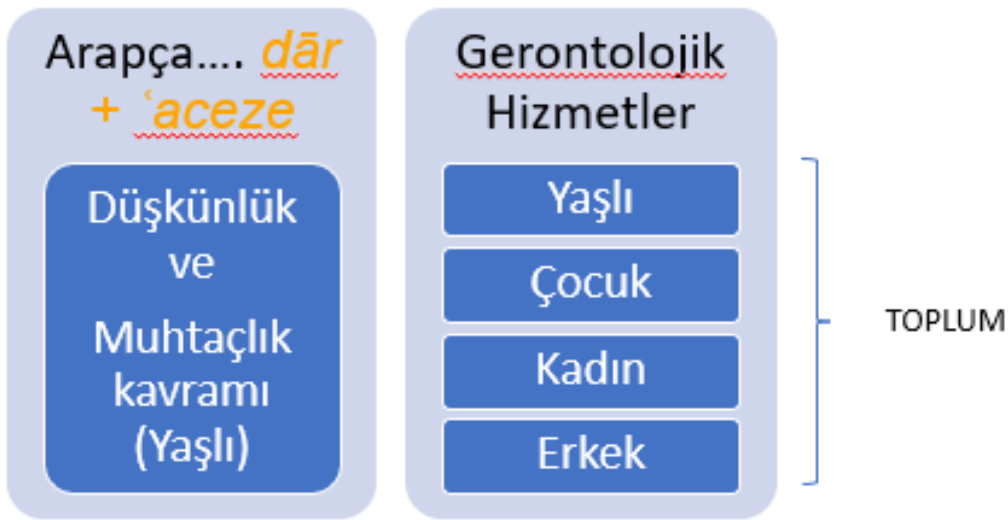 Arapça…. dār
+ ʿaceze
Düşkünlük
ve
Muhtaçlık
kavramı
(Yaşlı)
Gerontolojik
Hizmetler
Yaşlı
Çocuk
Kadın
Erkek
TOPLUM